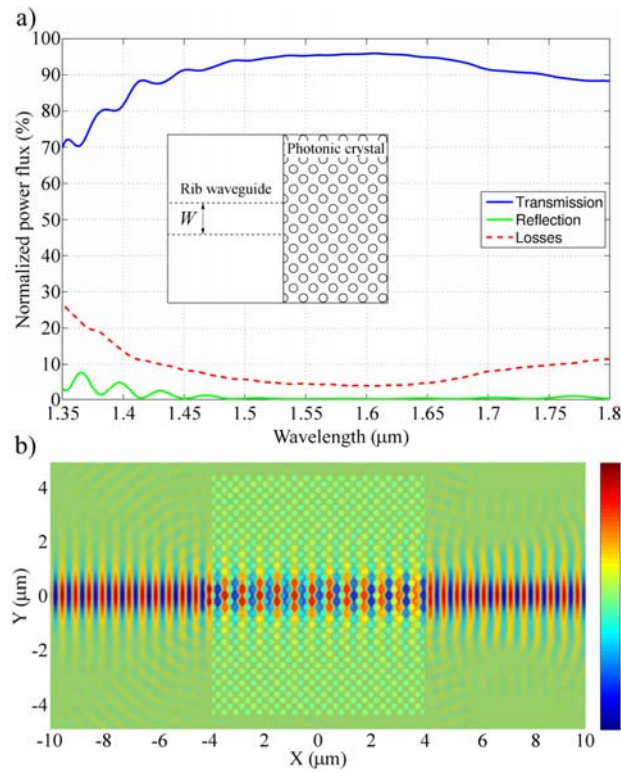 a)
Normalized power flux (%)
100
90
80
70
60
50
40
30
20
10
0
Photonic crystal
Rib waveguide
W
Transmission
Reflection
Losses
1.35 1.4 1.45 1.5 1.55 1.6 1.65 1.7 1.75 1.8
Wavelength (μm)
b)
Y (μm)
4
2
0
-2
-4
-10 -8 -6 -4 -2 0 2 4 6 8 10
X (μm)